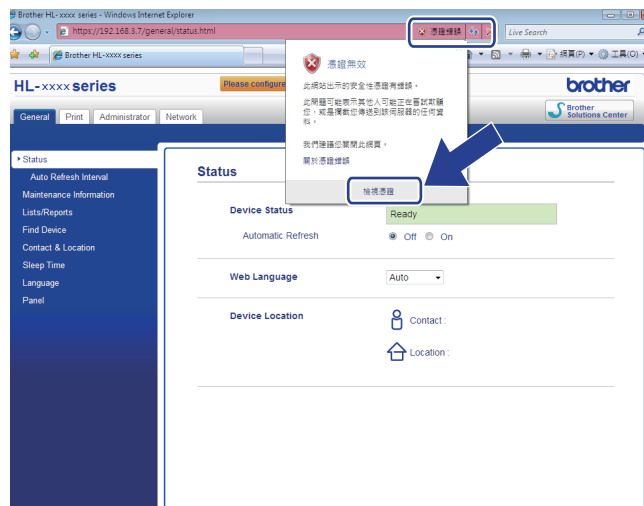 Brother HL- xxxx series - Windows Internet Explorer
https://192.168.3.7/general/status.html
憑證錯誤
Live Search
Brother HL-xxxx series
網頁(P)
工具(O)
憑證無效
此網站出示的安全性憑證有錯誤。
此問題可能表示其他人可能正在嘗試欺騙
您,或是攔截您傳送到該伺服器的任何資
料。
我們建議您關閉此網頁。
關於憑證錯誤
檢視憑證
HL-xxxx series
Please configure
brother
General
Print
Administrator
Network
Brother
Solutions Center
Status
Auto Refresh Interval
Maintenance Information
Lists/Reports
Find Device
Contact & Location
Sleep Time
Language
Panel
Status
Device Status
Ready
Automatic Refresh
Off
On
Web Language
Auto
Device Location
Contact :
Location :